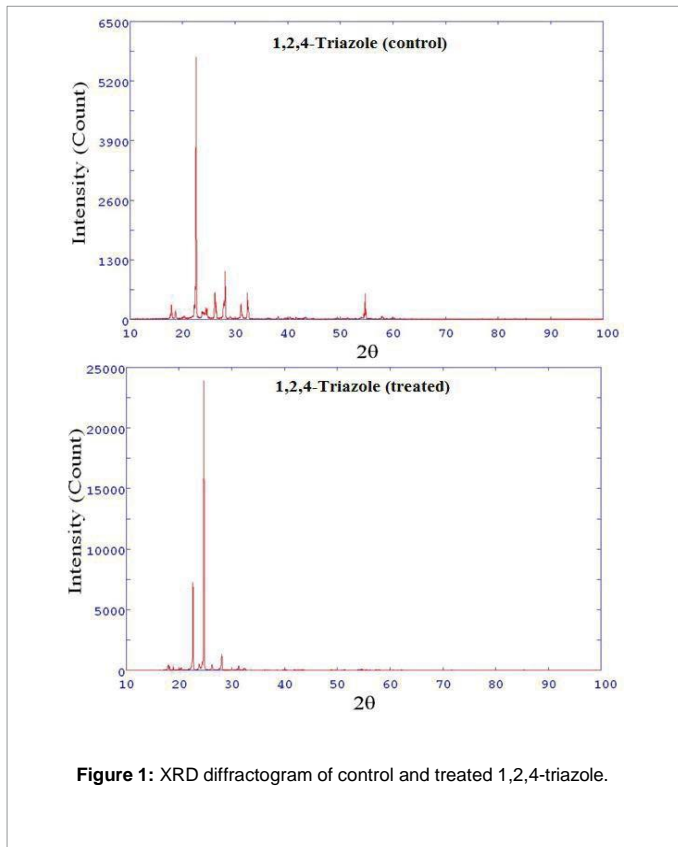 1,2,4-Triazole (control)
Intensity (Count)
6500
5200
3900
2600
1300
0
10 20 30 40 50 60 70 80 90 100
2θ
1,2,4-Triazole (treated)
Intensity (Count)
25000
20000
15000
10000
5000
0
10 20 30 40 50 60 70 80 90 100
2θ
Figure 1: XRD diffractogram of control and treated 1,2,4-triazole.